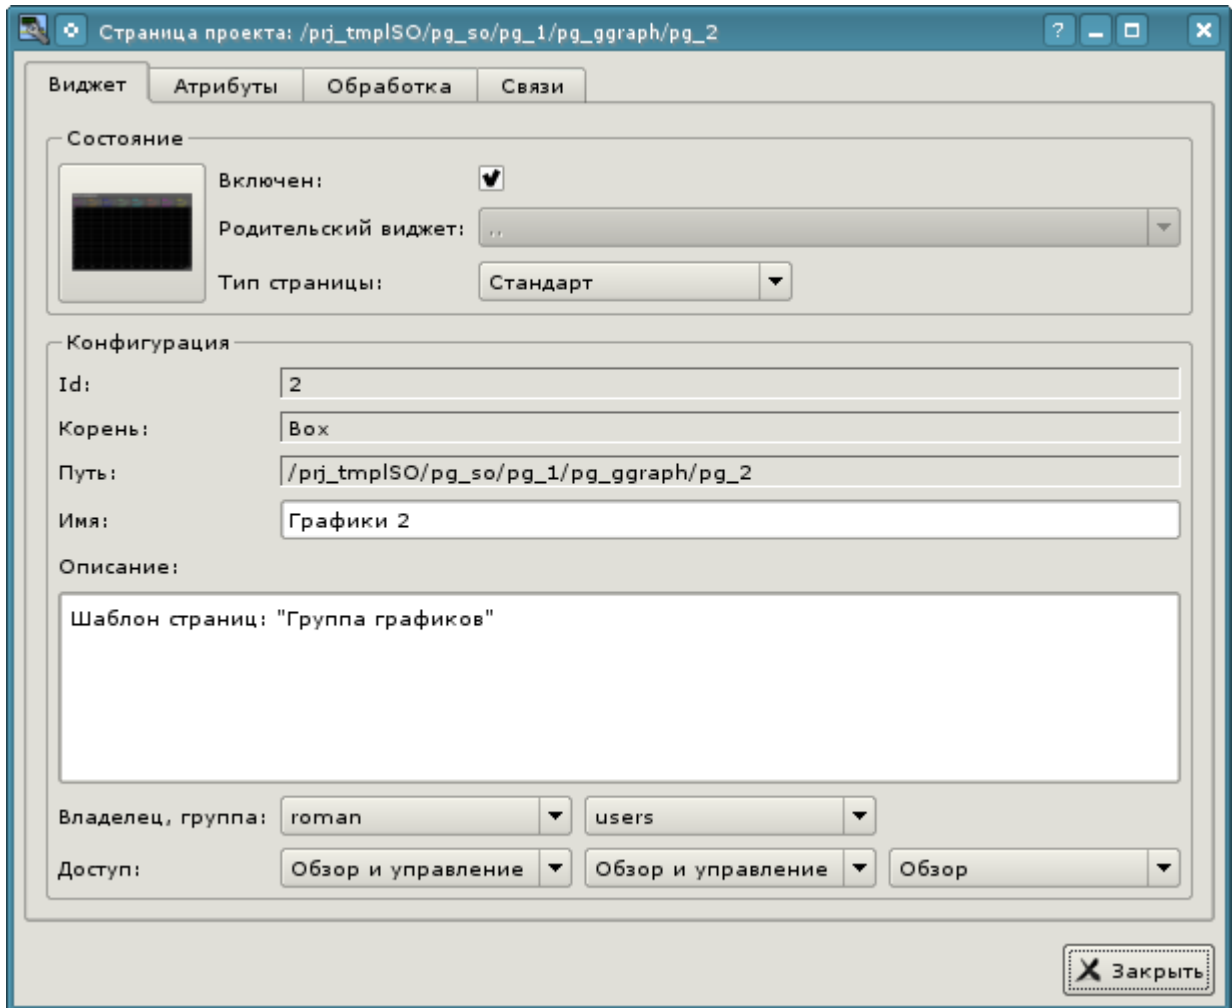 Страница проекта: /prj_tmplSO/pg_so/pg_1/pg_ggraph/pg_2 ?
Виджет Атрибуты Обработка Связи
Состояние
Включен:
Родительский виджет: ..
Тип страницы: Стандарт
Конфигурация
Id: 2
Корень: Box
Путь: /prj_tmplSO/pg_so/pg_1/pg_ggraph/pg_2
Имя: Графики 2
Описание:
Шаблон страниц: "Группа графиков"
Владелец, группа: roman users
Доступ: Обзор и управление Обзор и управление Обзор
Закрыть